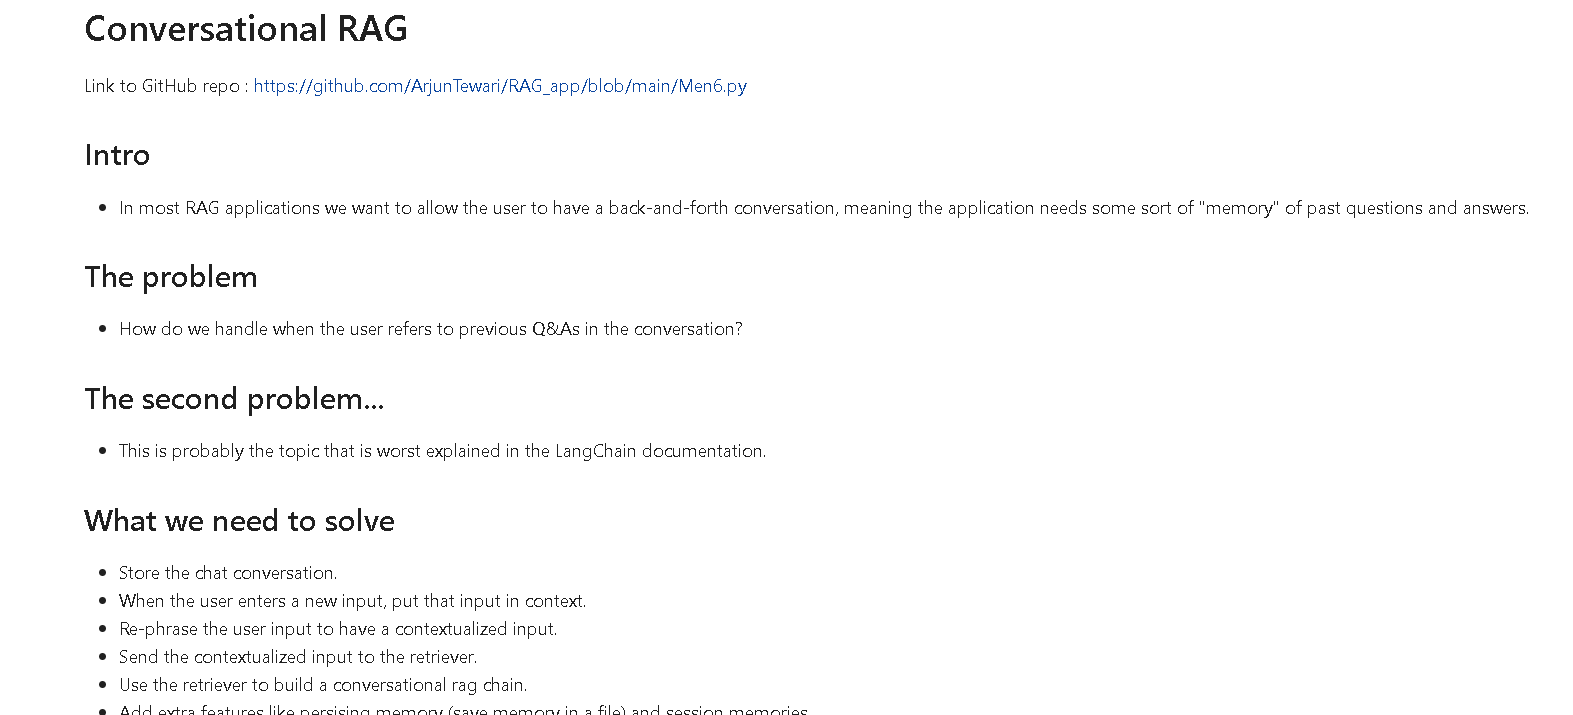 Conversational RAG
Link to GitHub repo : https://github.com/ArjunTewari/RAG_app/blob/main/Men6.py
Intro
• In most RAG applications we want to allow the user to have a back-and-forth conversation, meaning the application needs some sort of "memory" of past questions and answers.
The problem
• How do we handle when the user refers to previous Q&As in the conversation?
The second problem...
• This is probably the topic that is worst explained in the LangChain documentation.
What we need to solve
• Store the chat conversation.
• When the user enters a new input, put that input in context.
• Re-phrase the user input to have a contextualized input.
• Send the contextualized input to the retriever.
• Use the retriever to build a conversational rag chain.
• Add extra features like persising memory (save memory in a file) and session memories.